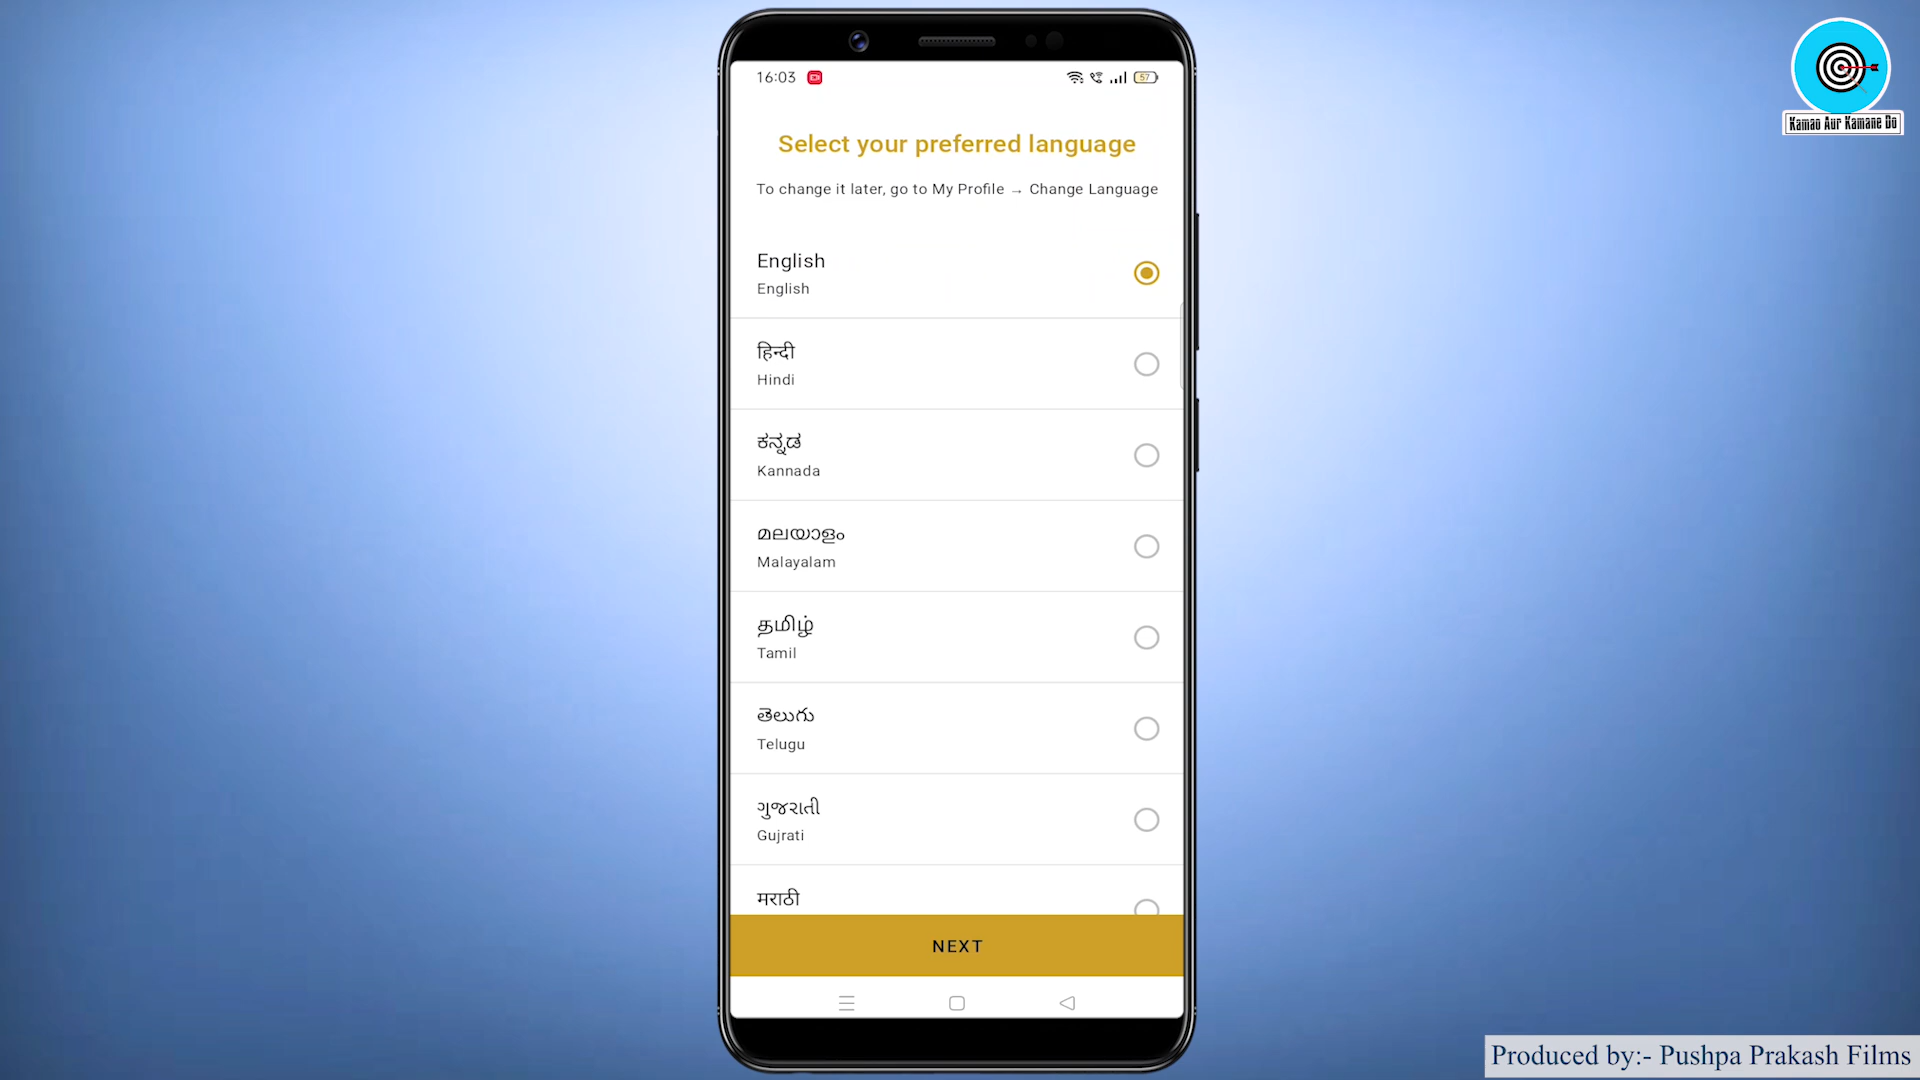 16:03
57
Kamao Aur Kamane Do
Select your preferred language
To change it later, go to My Profile → Change Language
English
English
हिन्दी
Hindi
ಕನ್ನಡ
Kannada
മലയാളം
Malayalam
தமிழ்
Tamil
తెలుగు
Telugu
ગુજરાતી
Gujrati
मराठी
NEXT
Produced by:- Pushpa Prakash Films